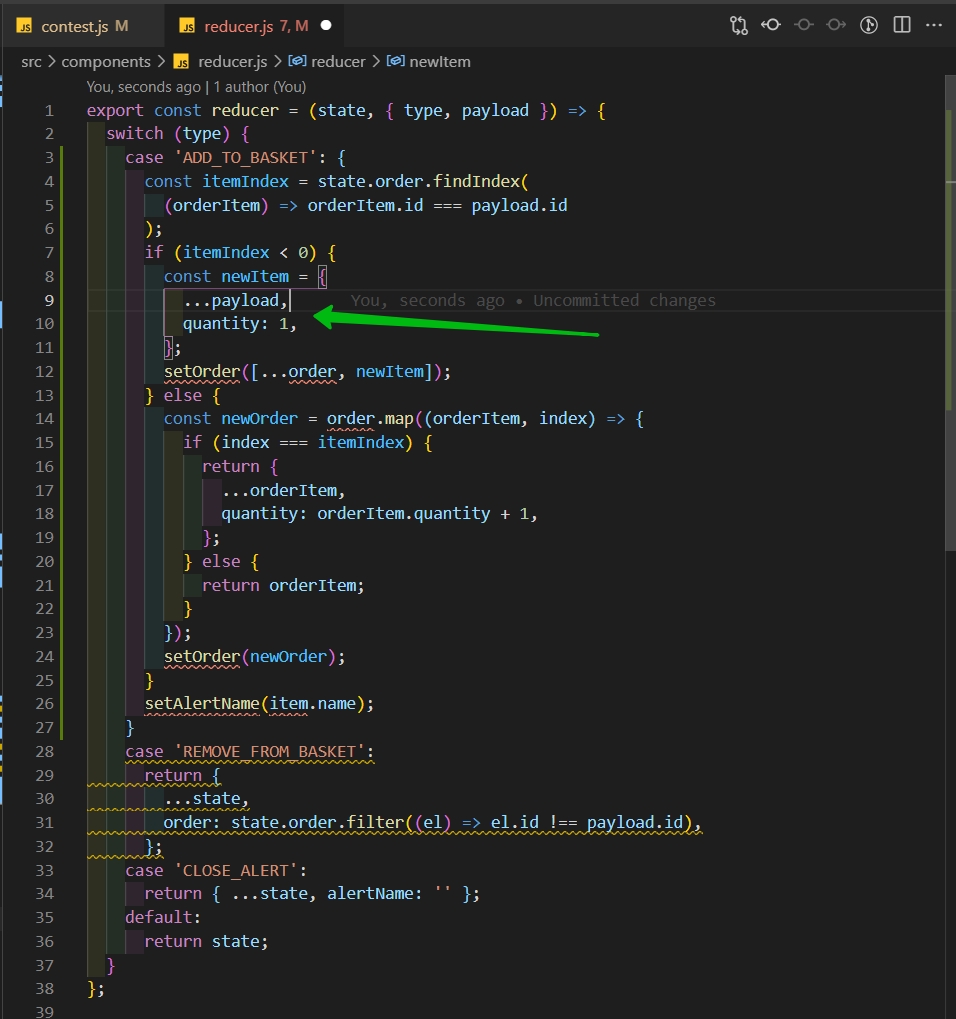 JS contest.js M JS reducer.js 7, M
src > components > JS reducer.js > reducer > newItem
You, seconds ago | 1 author (You)
1 export const reducer = (state, { type, payload }) => {
2 switch (type) {
3 case 'ADD_TO_BASKET': {
4 const itemIndex = state.order.findIndex(
5 (orderItem) => orderItem.id === payload.id
6 );
7 if (itemIndex < 0) {
8 const newItem = {
9 ...payload, You, seconds ago • Uncommitted changes
10 quantity: 1,
11 };
12 setOrder([...order, newItem]);
13 } else {
14 const newOrder = order.map((orderItem, index) => {
15 if (index === itemIndex) {
16 return {
17 ...orderItem,
18 quantity: orderItem.quantity + 1,
19 };
20 } else {
21 return orderItem;
22 }
23 });
24 setOrder(newOrder);
25 }
26 setAlertName(item.name);
27 }
28 case 'REMOVE_FROM_BASKET':
29 return {
30 ...state,
31 order: state.order.filter((el) => el.id !== payload.id),
32 };
33 case 'CLOSE_ALERT':
34 return { ...state, alertName: '' };
35 default:
36 return state;
37 }
38 };
39